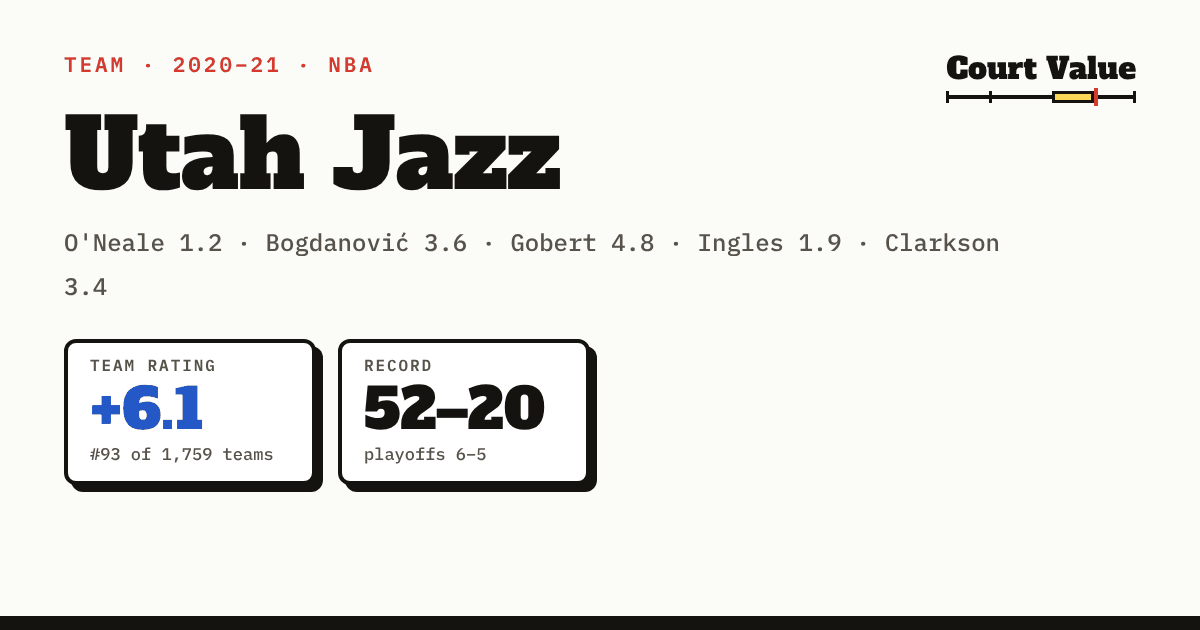 TEAM · 2020–21 · NBA
Court Value
Utah Jazz
O'Neale 1.2 · Bogdanović 3.6 · Gobert 4.8 · Ingles 1.9 · Clarkson
3.4
TEAM RATING
+6.1
#93 of 1,759 teams
RECORD
52–20
playoffs 6–5